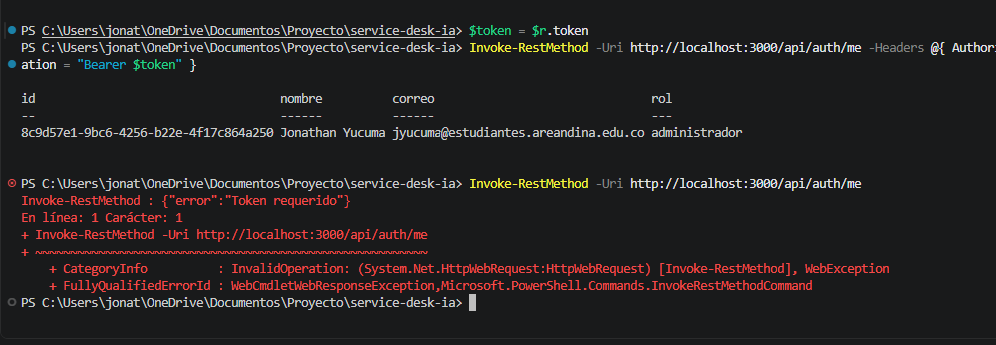 PS C:\Users\jonat\OneDrive\Documentos\Proyecto\service-desk-ia> $token = $r.token
PS C:\Users\jonat\OneDrive\Documentos\Proyecto\service-desk-ia> Invoke-RestMethod -Uri http://localhost:3000/api/auth/me -Headers @{ Authori
ation = "Bearer $token" }
id nombre correo rol
-- ------ ------ ---
8c9d57e1-9bc6-4256-b22e-4f17c864a250 Jonathan Yucuma jyucuma@estudiantes.areandina.edu.co administrador
PS C:\Users\jonat\OneDrive\Documentos\Proyecto\service-desk-ia> Invoke-RestMethod -Uri http://localhost:3000/api/auth/me
Invoke-RestMethod : {"error":"Token requerido"}
En línea: 1 Carácter: 1
+ Invoke-RestMethod -Uri http://localhost:3000/api/auth/me
+ ~~~~~~~~~~~~~~~~~~~~~~~~~~~~~~~~~~~~~~~~~~~~~~~~~~~~~~~~
+ CategoryInfo : InvalidOperation: (System.Net.HttpWebRequest:HttpWebRequest) [Invoke-RestMethod], WebException
+ FullyQualifiedErrorId : WebCmdletWebResponseException,Microsoft.PowerShell.Commands.InvokeRestMethodCommand
PS C:\Users\jonat\OneDrive\Documentos\Proyecto\service-desk-ia>